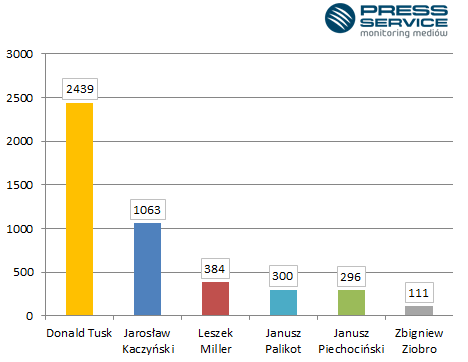 PRESS
SERVICE
monitoring mediów
3000
2500
2000
1500
1000
500
0
2439
1063
384
300
296
111
Donald Tusk
Jarosław
Kaczyński
Leszek
Miller
Janusz
Palikot
Janusz
Piechociński
Zbigniew
Ziobro